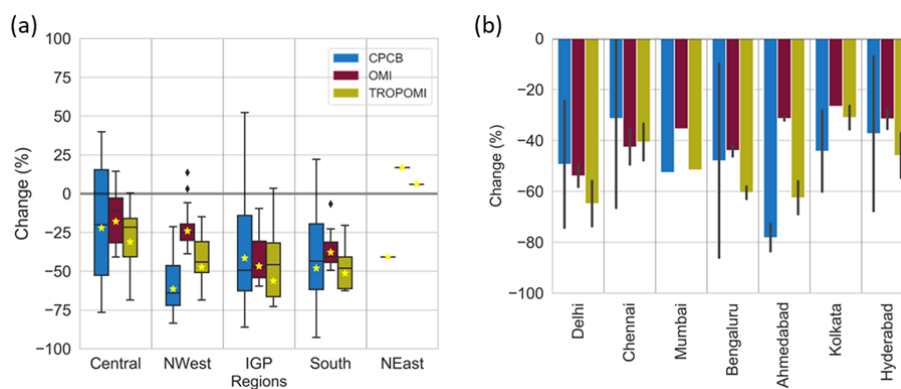 (a)
100
75
50
25
0
−25
−50
−75
−100
Change (%)
CPCB
OMI
TROPOMI
Central NWest IGP South NEast
Regions
(b)
0
−20
−40
−60
−80
−100
Change (%)
Delhi
Chennai
Mumbai
Bengaluru
Ahmedabad
Kolkata
Hyderabad